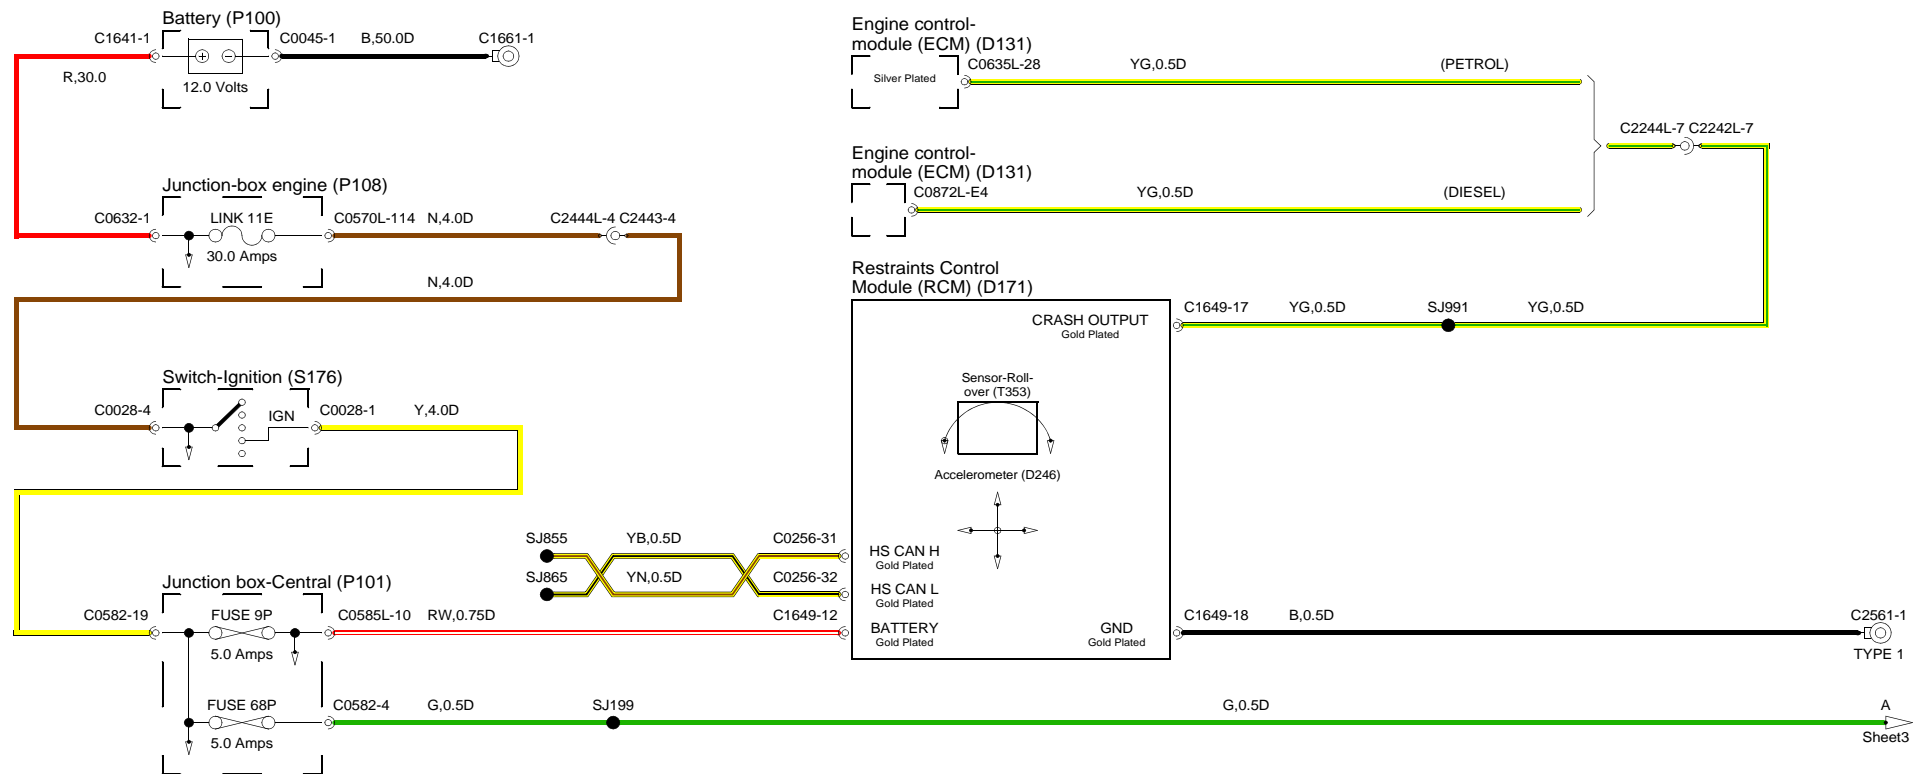 Battery (P100)
C1641-1
C0045-1
B,50.0D
C1661-1
R,30.0
12.0 Volts
Junction-box engine (P108)
C0632-1
LINK 11E
C0570L-114
N,4.0D
C2444L-4
C2443-4
30.0 Amps
N,4.0D
Switch-Ignition (S176)
C0028-4
IGN
C0028-1
Y,4.0D
Junction box-Central (P101)
C0582-19
FUSE 9P
C0585L-10
RW,0.75D
C1649-12
5.0 Amps
FUSE 68P
C0582-4
G,0.5D
SJ199
G,0.5D
A
5.0 Amps
Sheet3
SJ855
YB,0.5D
C0256-31
SJ865
YN,0.5D
C0256-32
Engine control-
module (ECM) (D131)
Silver Plated
C0635L-28
YG,0.5D
(PETROL)
Engine control-
module (ECM) (D131)
C0872L-E4
YG,0.5D
(DIESEL)
C2244L-7
C2242L-7
Restraints Control
Module (RCM) (D171)
CRASH OUTPUT
Gold Plated
C1649-17
YG,0.5D
SJ991
YG,0.5D
Sensor-Roll-
over (T353)
Accelerometer (D246)
HS CAN H
Gold Plated
HS CAN L
Gold Plated
BATTERY
Gold Plated
GND
Gold Plated
C1649-18
B,0.5D
C2561-1
TYPE 1